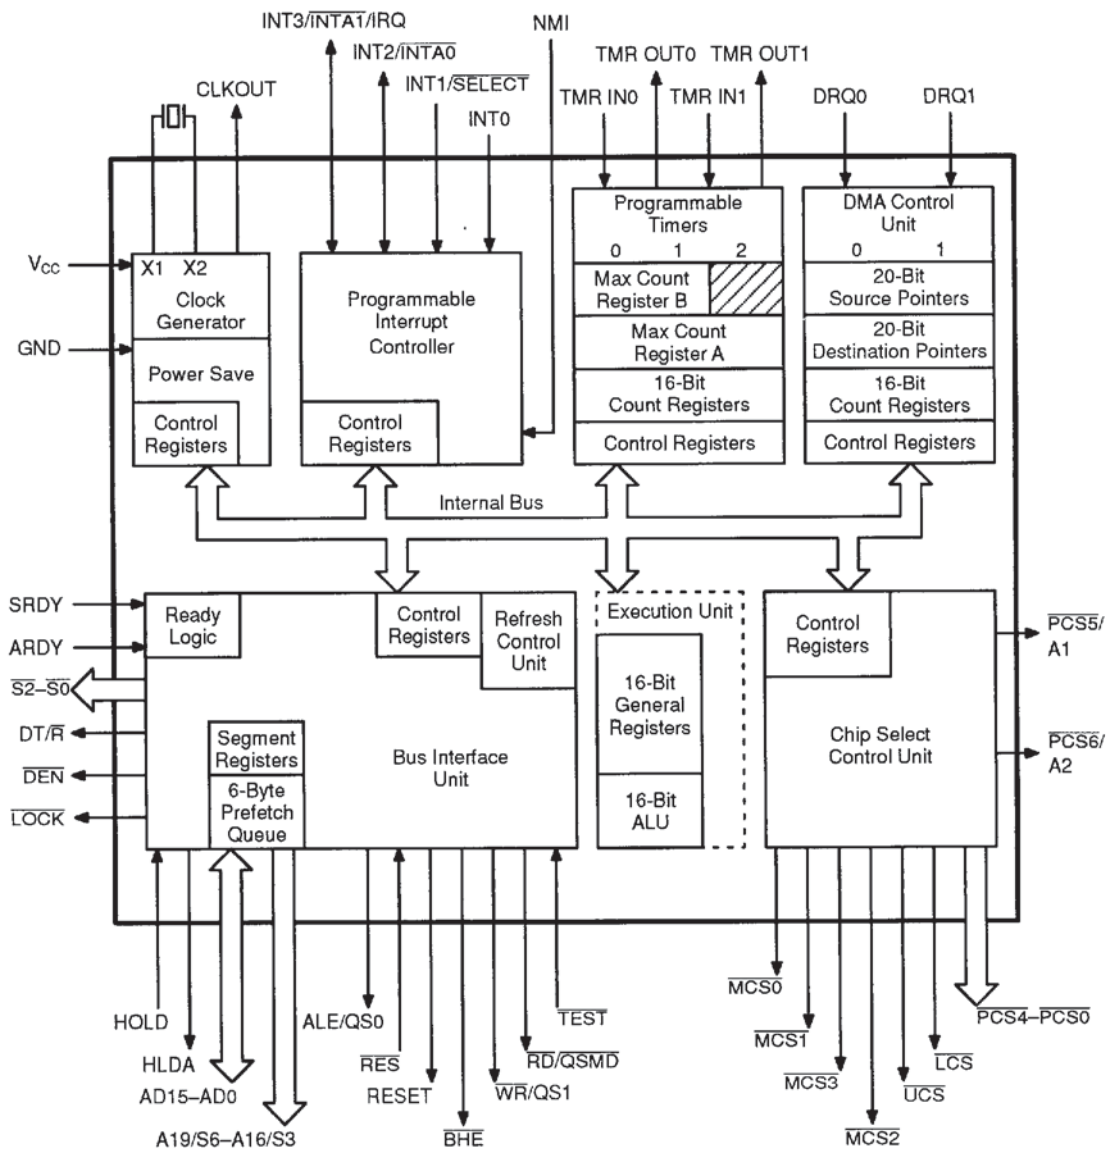 INT3/INTA1/IRQ
NMI
INT2/INTA0
TMR OUT0
TMR OUT1
CLKOUT
INT1/SELECT
TMR IN0
TMR IN1
DRQ0
DRQ1
INT0
VCC
GND
X1 X2
Clock
Generator
Power Save
Control
Registers
Programmable
Interrupt
Controller
Control
Registers
Programmable
Timers
0 1 2
Max Count
Register B
Max Count
Register A
16-Bit
Count Registers
Control Registers
DMA Control
Unit
0 1
20-Bit
Source Pointers
20-Bit
Destination Pointers
16-Bit
Count Registers
Control Registers
Internal Bus
SRDY
ARDY
S2–S0
DT/R
DEN
LOCK
Ready
Logic
Control
Registers
Refresh
Control
Unit
Segment
Registers
6-Byte
Prefetch
Queue
Bus Interface
Unit
Execution Unit
16-Bit
General
Registers
16-Bit
ALU
Control
Registers
Chip Select
Control Unit
PCS5/
A1
PCS6/
A2
HOLD
HLDA
AD15–AD0
A19/S6–A16/S3
ALE/QS0
RES
RESET
BHE
WR/QS1
RD/QSMD
TEST
MCS0
MCS1
MCS3
MCS2
UCS
LCS
PCS4–PCS0